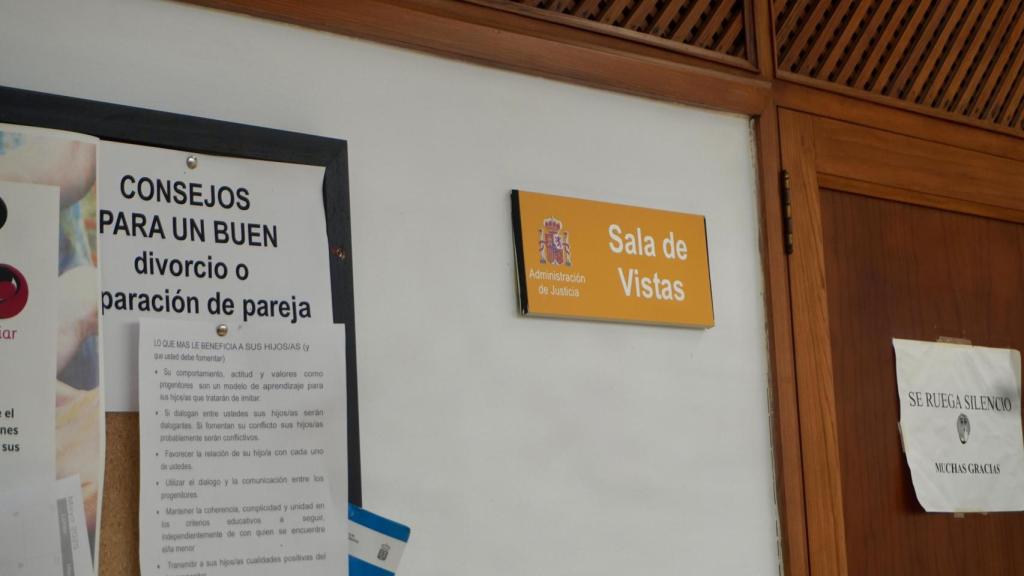 CONSEJOS
PARA UN BUEN
divorcio o
paración de pareja
LO QUE MAS LE BENEFICIA A SUS HIJOS/AS (y
que usted debe fomentar)
• Su comportamiento, actitud y valores como
progenitores son un modelo de aprendizaje para
sus hijos/as que tratarán de imitar.
• Si dialogan entre ustedes sus hijos/as serán
dialogantes. Si fomentan su conflicto sus hijos/as
probablemente serán conflictivos.
• Favorecer la relación de su hijo/a con cada uno
de ustedes.
• Utilizar el dialogo y la comunicación entre los
progenitores.
• Mantener la coherencia, complicidad y unidad en
los criterios educativos a seguir,
independientemente de con quien se encuentre
el/la menor
• Transmitir a sus hijos/as cualidades positivas del
iar
e el
nes
sus
Administración
de Justicia
Sala de
Vistas
SE RUEGA SILENCIO
MUCHAS GRACIAS